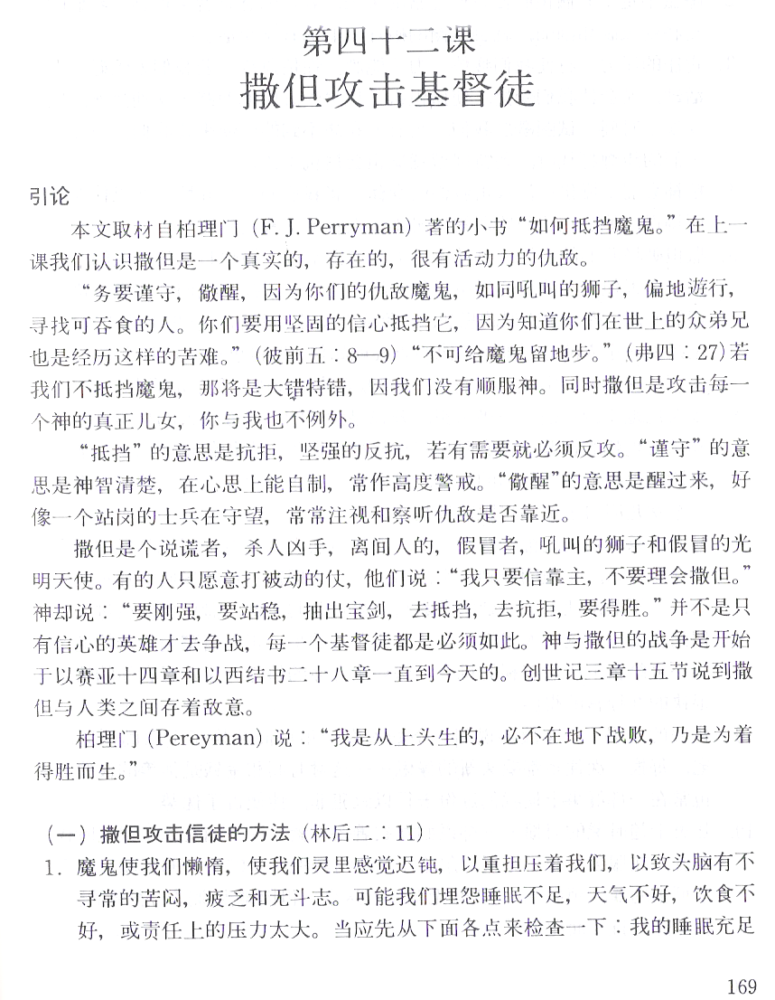 第四十二课
撒但攻击基督徒
引论
本文取材自柏理门（F. J. Perryman）著的小书“如何抵挡魔鬼。”在上一
课我们认识撒但是一个真实的，存在的，很有活动力的仇敌。
“务要谨守，儆醒，因为你们的仇敌魔鬼，如同吼叫的狮子，偏地遊行，
寻找可吞食的人。你们要用坚固的信心抵挡它，因为知道你们在世上的众弟兄
也是经历这样的苦难。”（彼前五：8—9）“不可给魔鬼留地步。”（弗四：27）若
我们不抵挡魔鬼，那将是大错特错，因我们没有顺服神。同时撒但是攻击每一
个神的真正儿女，你与我也不例外。
“抵挡”的意思是抗拒，坚强的反抗，若有需要就必须反攻。“谨守”的意
思是神智清楚，在心思上能自制，常作高度警戒。“儆醒”的意思是醒过来，好
像一个站岗的士兵在守望，常常注视和察听仇敌是否靠近。
撒但是个说谎者，杀人凶手，离间人的，假冒者，吼叫的狮子和假冒的光
明天使。有的人只愿意打被动的仗，他们说：“我只要信靠主，不要理会撒但。”
神却说：“要刚强，要站稳，抽出宝剑，去抵挡，去抗拒，要得胜。”并不是只
有信心的英雄才去争战，每一个基督徒都是必须如此。神与撒但的战争是开始
于以赛亚十四章和以西结书二十八章一直到今天的。创世记三章十五节说到撒
但与人类之间存着敌意。
柏理门（Pereyman）说：“我是从上头生的，必不在地下战败，乃是为着
得胜而生。”
（一）撒但攻击信徒的方法（林后二：11）
1. 魔鬼使我们懒惰，使我们灵里感觉迟钝，以重担压着我们，以致头脑有不
寻常的苦闷，疲乏和无斗志。可能我们埋怨睡眠不足，天气不好，饮食不
好，或责任上的压力太大。当应先从下面各点来检查一下：我的睡眠充足
169